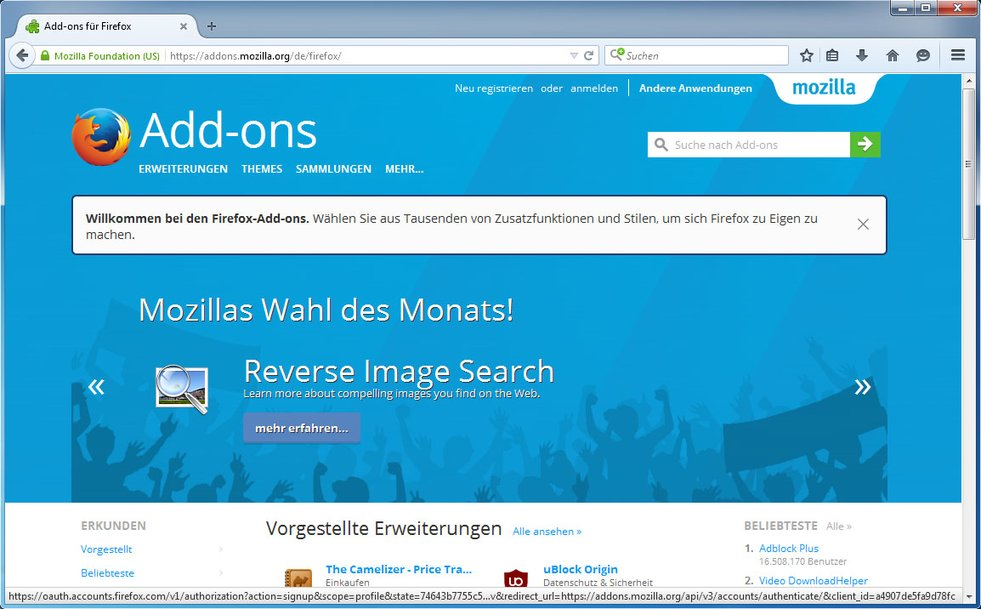 Add-ons für Firefox
Mozilla Foundation (US) https://addons.mozilla.org/de/firefox/ Suchen
Neu registrieren oder anmelden Andere Anwendungen mozilla
Add-ons
Suche nach Add-ons
ERWEITERUNGEN THEMES SAMMLUNGEN MEHR...
Willkommen bei den Firefox-Add-ons. Wählen Sie aus Tausenden von Zusatzfunktionen und Stilen, um sich Firefox zu Eigen zu
machen.
Mozillas Wahl des Monats!
« »
Reverse Image Search
Learn more about compelling images you find on the Web.
mehr erfahren...
ERKUNDEN
Vorgestellt
Beliebteste
Vorgestellte Erweiterungen Alle ansehen »
The Camelizer - Price Tra...
Einkaufen
uBlock Origin
Datenschutz & Sicherheit
BELIEBTESTE Alle »
1. Adblock Plus
16.508.170 Benutzer
2. Video DownloadHelper
https://oauth.accounts.firefox.com/v1/authorization?action=signup&scope=profile&state=74643b7755c5...v&redirect_url=https://addons.mozilla.org/api/v3/accounts/authenticate/&client_id=a4907de5fa9d78fc